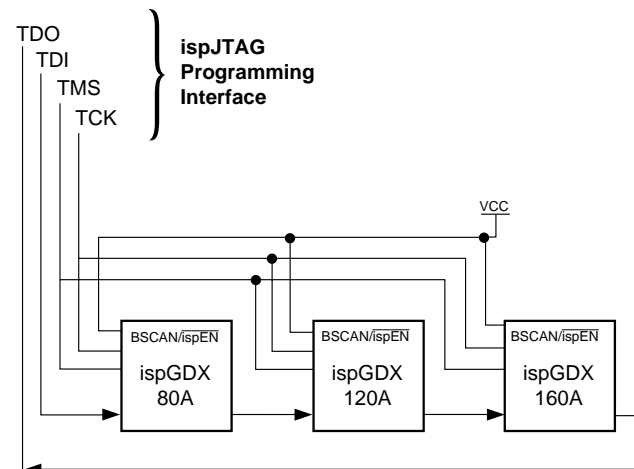 TDO
TDI
TMS
TCK
ispJTAG
Programming
Interface
VCC
BSCAN/ispEN
ispGDX
80A
BSCAN/ispEN
ispGDX
120A
BSCAN/ispEN
ispGDX
160A